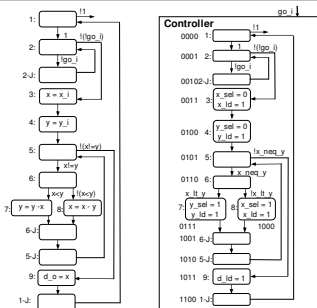 !1
1:
1
!(!go_i)
2:
!go_i
2-J:
3: x = x_i
4: y = y_i
5:
!(x!=y)
x!=y
6:
x<y !(x<y)
7: y = y -x 8: x = x - y
6-J:
5-J:
9: d_o = x
1-J:
go_i
Controller
!1
0000 1:
1
!(!go_i)
0001 2:
!go_i
0010 2-J:
0011 3: x_sel = 0
x_ld = 1
0100 4: y_sel = 0
y_ld = 1
0101 5:
!x_neq_y
x_neq_y
0110 6:
x_lt_y !x_lt_y
7: y_sel = 1 8: x_sel = 1
y_ld = 1 x_ld = 1
0111 1000
1001 6-J:
1010 5-J:
1011 9: d_ld = 1
1100 1-J: